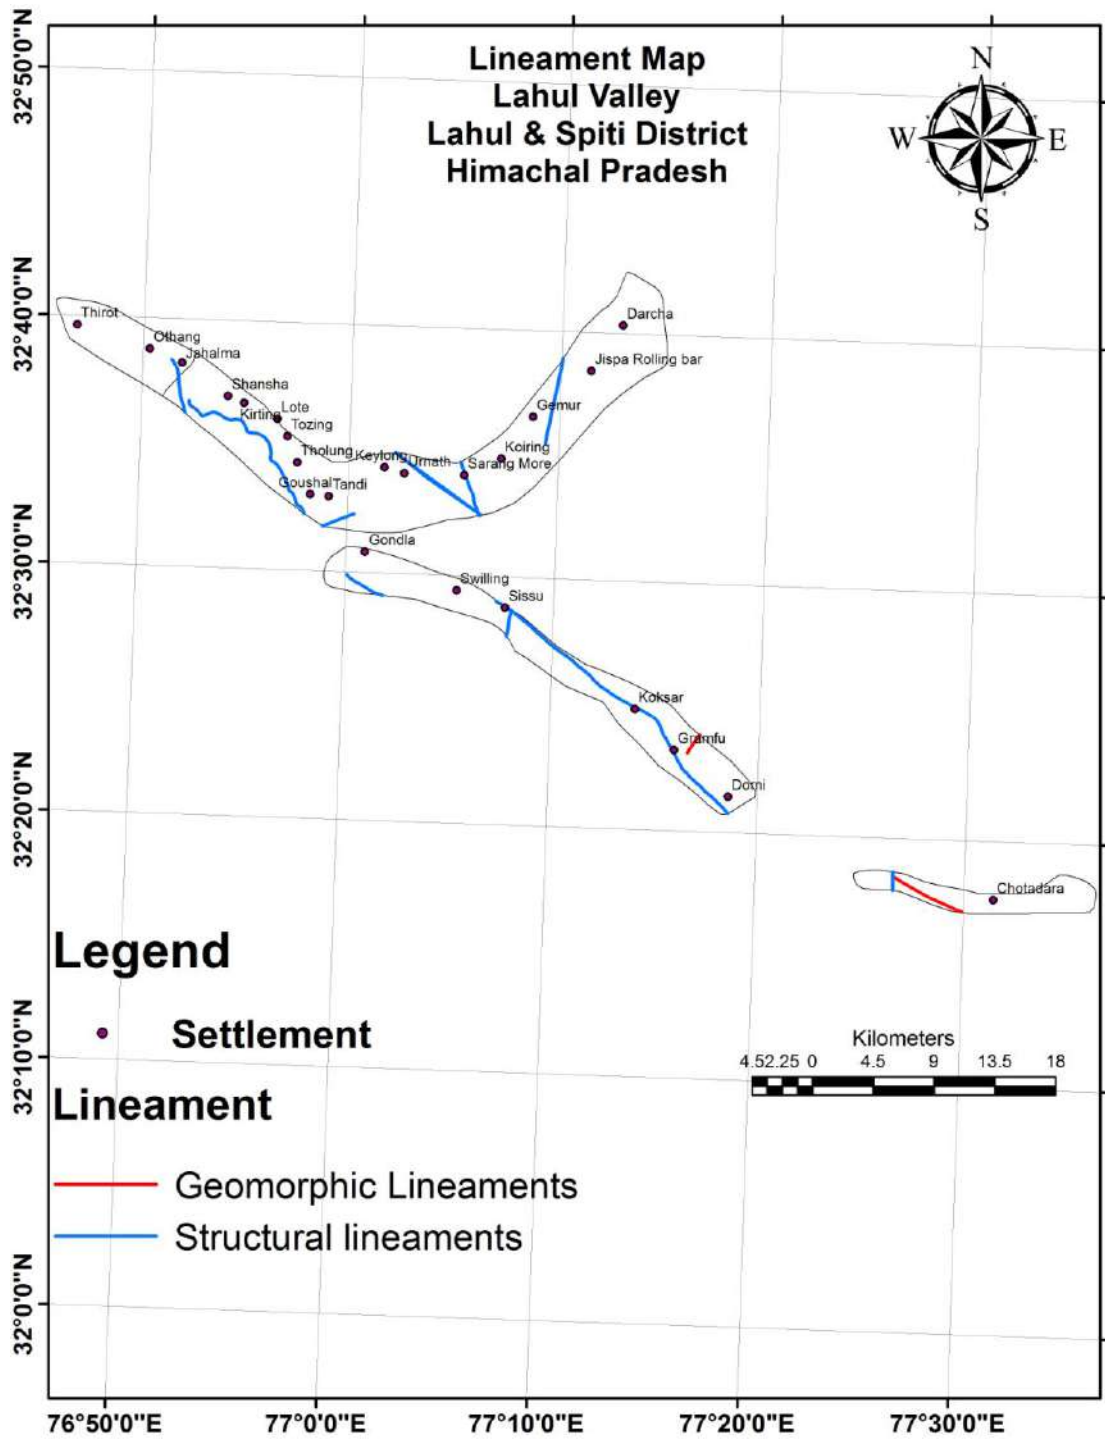 Lineament Map
Lahul Valley
Lahul & Spiti District
Himachal Pradesh
N
W
E
S
32°50'0"N
32°40'0"N
32°30'0"N
32°20'0"N
32°10'0"N
32°0'0"N
Thirot
Othang
Jahalma
Shansha
Kirting
Lote
Tozing
Tholung
Goushal
Tandi
Keylong
Urnath
Sarang More
Koiring
Gemur
Jispa Rolling bar
Darcha
Gondla
Swilling
Sissu
Koksar
Gramfu
Dorni
Chotadara
Legend
Settlement
Lineament
Geomorphic Lineaments
Structural lineaments
Kilometers
4.52.25 0 4.5 9 13.5 18
76°50'0"E 77°0'0"E 77°10'0"E 77°20'0"E 77°30'0"E